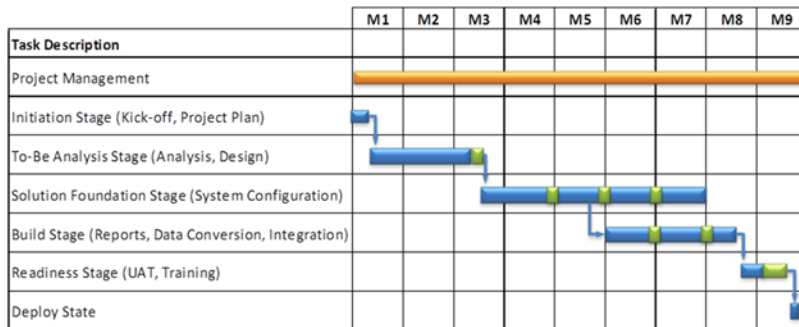 M1 M2 M3 M4 M5 M6 M7 M8 M9
Task Description
Project Management
Initiation Stage (Kick-off, Project Plan)
To-Be Analysis Stage (Analysis, Design)
Solution Foundation Stage (System Configuration)
Build Stage (Reports, Data Conversion, Integration)
Readiness Stage (UAT, Training)
Deploy State